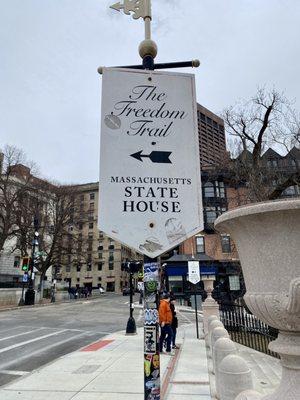 The
Freedom
Trail
MASSACHUSETTS
STATE
HOUSE